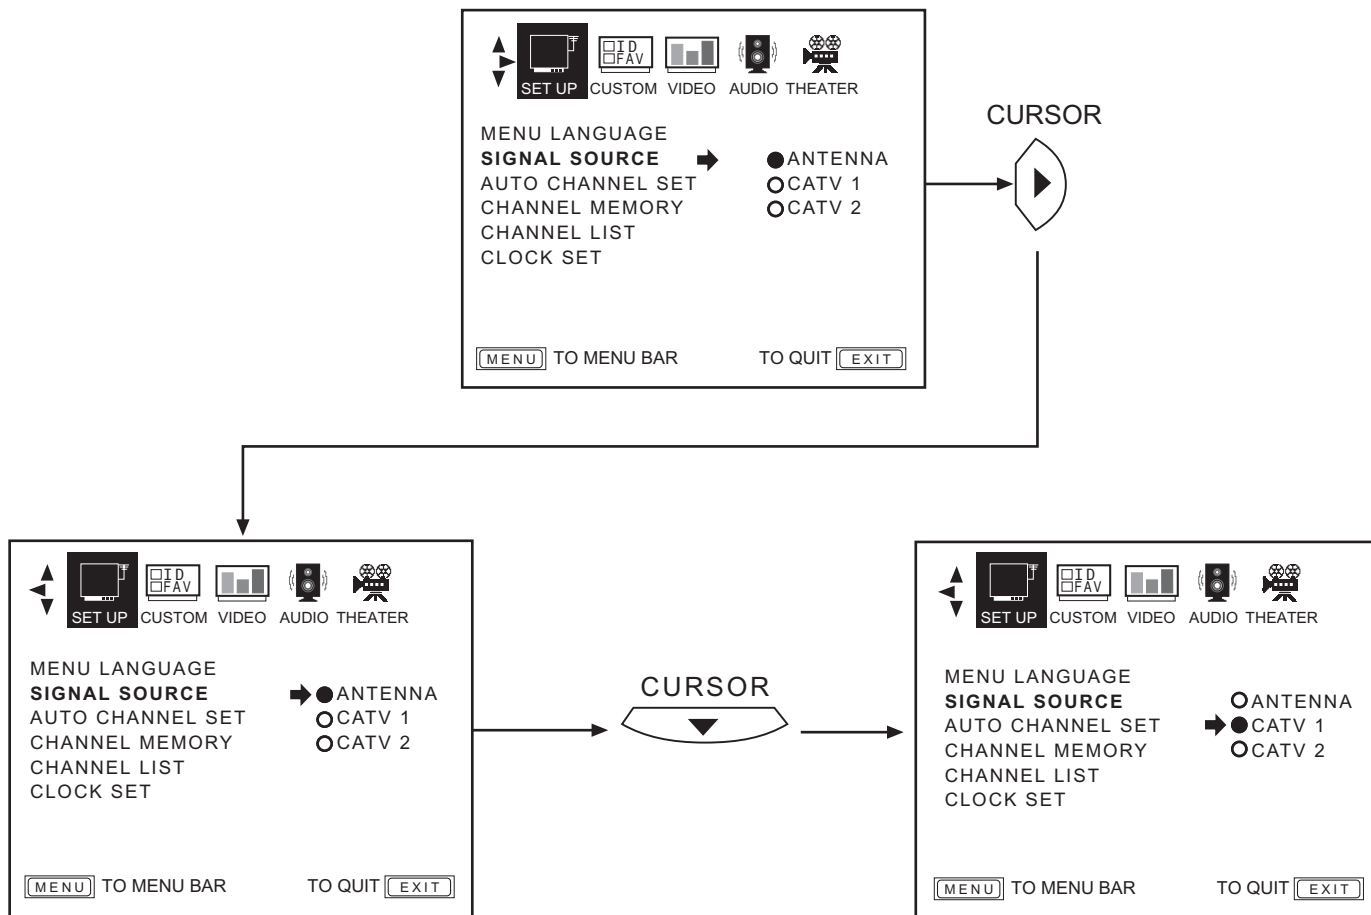 ID
FAV
SET UP CUSTOM VIDEO AUDIO THEATER
MENU LANGUAGE
SIGNAL SOURCE ANTENNA
AUTO CHANNEL SET CATV 1
CHANNEL MEMORY CATV 2
CHANNEL LIST
CLOCK SET
MENU TO MENU BAR TO QUIT EXIT
CURSOR
ID
FAV
SET UP CUSTOM VIDEO AUDIO THEATER
MENU LANGUAGE
SIGNAL SOURCE ANTENNA
AUTO CHANNEL SET CATV 1
CHANNEL MEMORY CATV 2
CHANNEL LIST
CLOCK SET
MENU TO MENU BAR TO QUIT EXIT
CURSOR
ID
FAV
SET UP CUSTOM VIDEO AUDIO THEATER
MENU LANGUAGE
SIGNAL SOURCE ANTENNA
AUTO CHANNEL SET CATV 1
CHANNEL MEMORY CATV 2
CHANNEL LIST
CLOCK SET
MENU TO MENU BAR TO QUIT EXIT